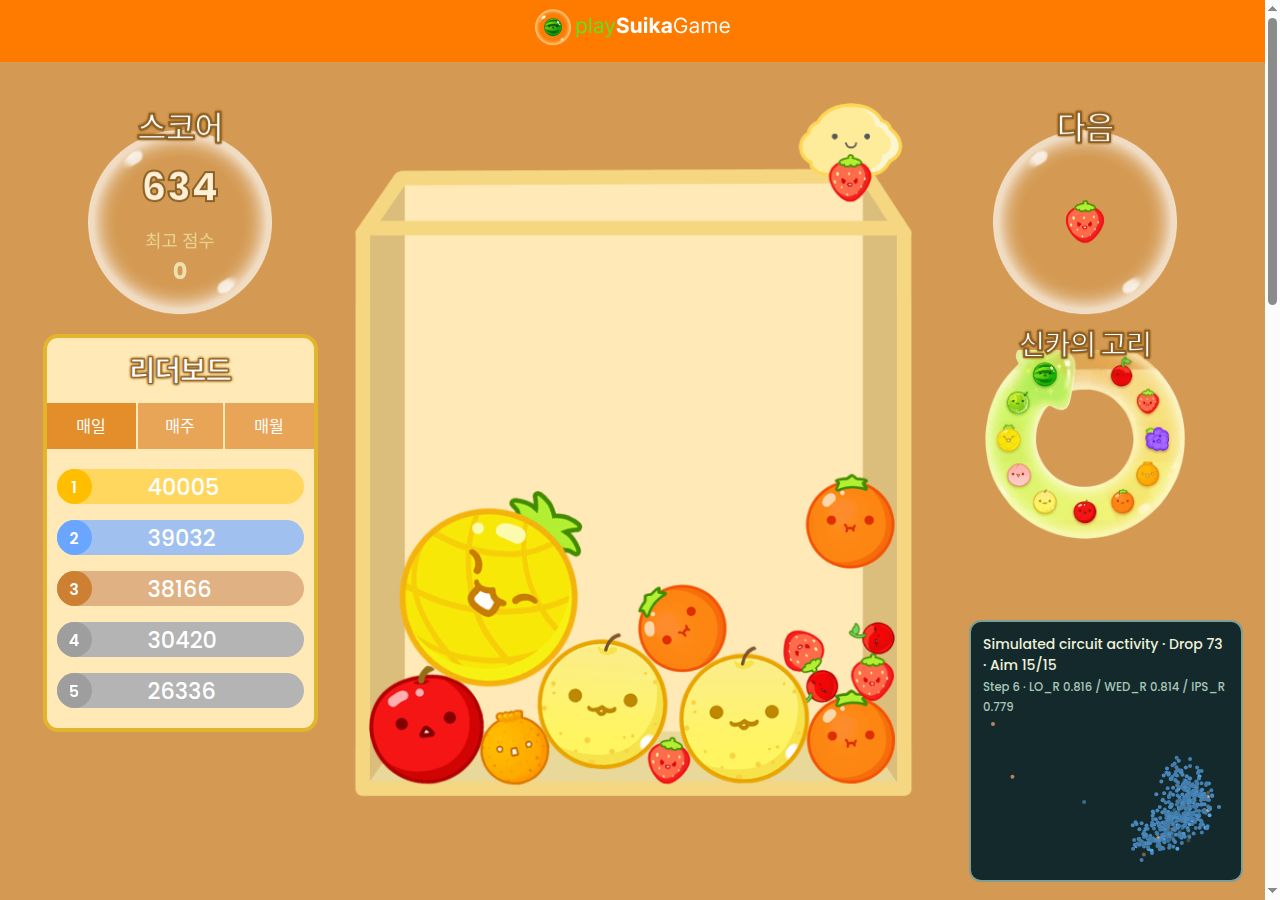 playSuikaGame
스코어
634
최고 점수
0
리더보드
매일
매주
매월
1 40005
2 39032
3 38166
4 30420
5 26336
다음
신카의 고리
Simulated circuit activity · Drop 73
· Aim 15/15
Step 6 · LO_R 0.816 / WED_R 0.814 / IPS_R
0.779